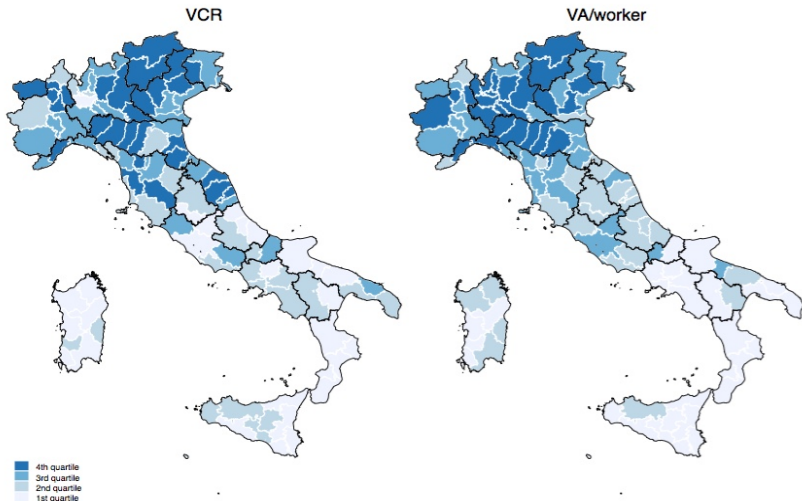 VCR
VA/worker
4th quartile
3rd quartile
2nd quartile
1st quartile